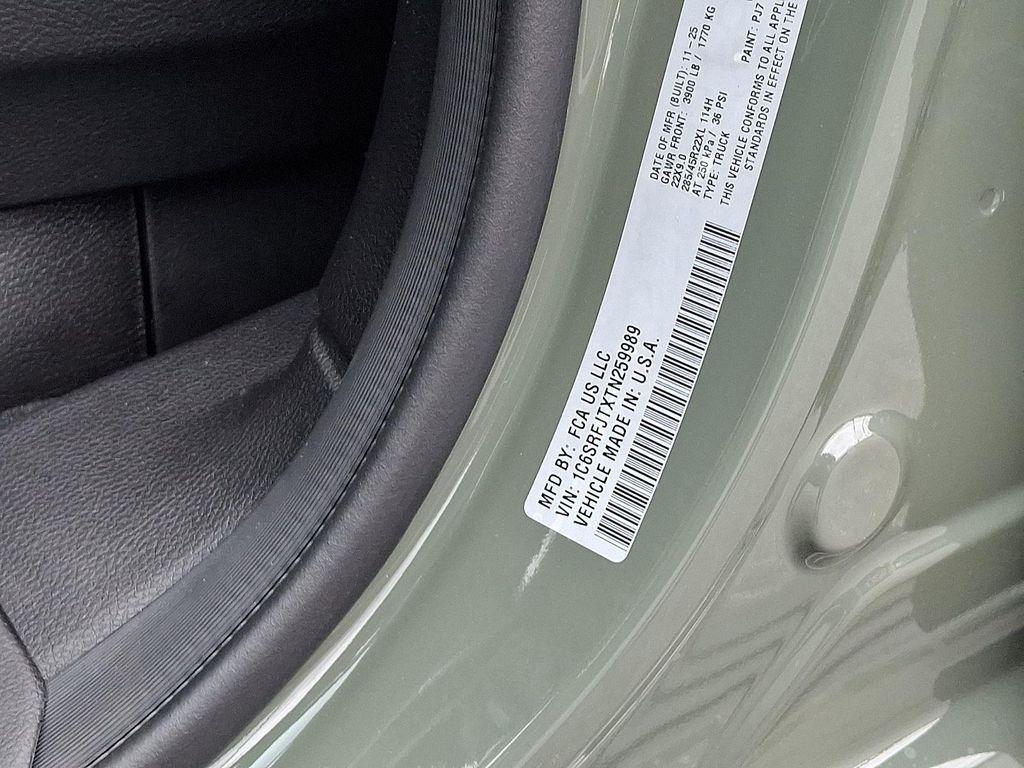 MFD BY: FCA US LLC
VIN: 1C6SRFJTXTN259989
VEHICLE MADE IN: U.S.A.
DATE OF MFR (BUILT): 11-25
GAWR FRONT: 3900 LB / 1770 KG
22X9.0
285/45R22XL 114H
AT 250 kPa / 36 PSI
TYPE: TRUCK PAINT: PJ7
THIS VEHICLE CONFORMS TO ALL
STANDARDS IN EFFECT ON THE